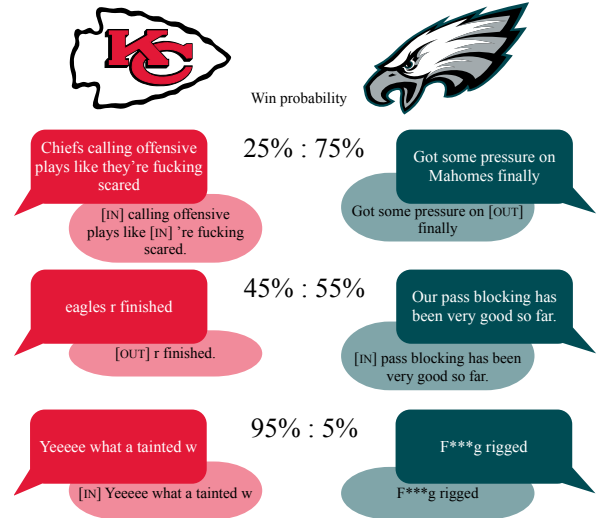 KC
Win probability
25% : 75%
Chiefs calling offensive
plays like they're fucking
scared
[IN] calling offensive
plays like [IN] 're fucking
scared.
Got some pressure on
Mahomes finally
Got some pressure on [OUT]
finally
45% : 55%
eagles r finished
[OUT] r finished.
Our pass blocking has
been very good so far.
[IN] pass blocking has been
very good so far.
95% : 5%
Yeeeee what a tainted w
[IN] Yeeeee what a tainted w
F***g rigged
F***g rigged